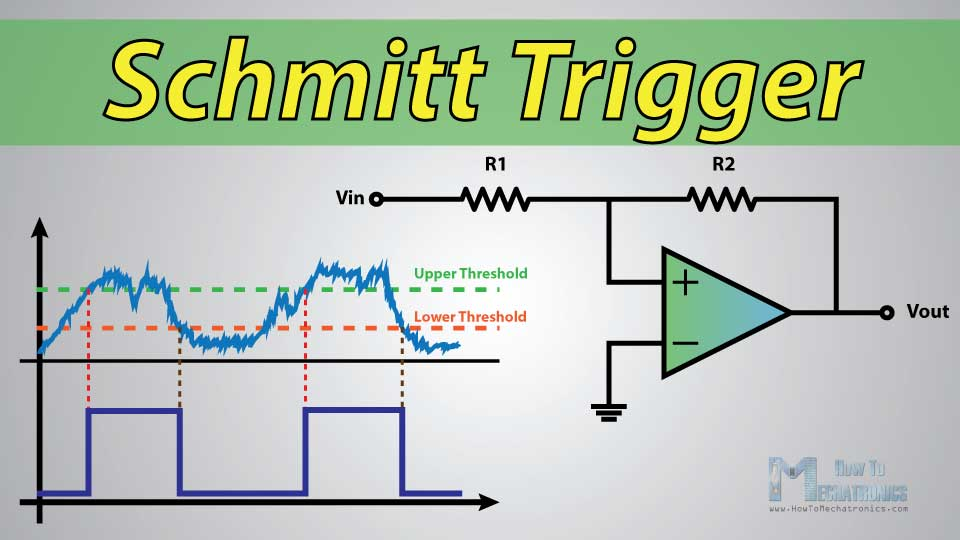 Schmitt Trigger
R1
R2
Vin
Upper Threshold
Lower Threshold
+
−
Vout
How To
Mechatronics
www.HowToMechatronics.com